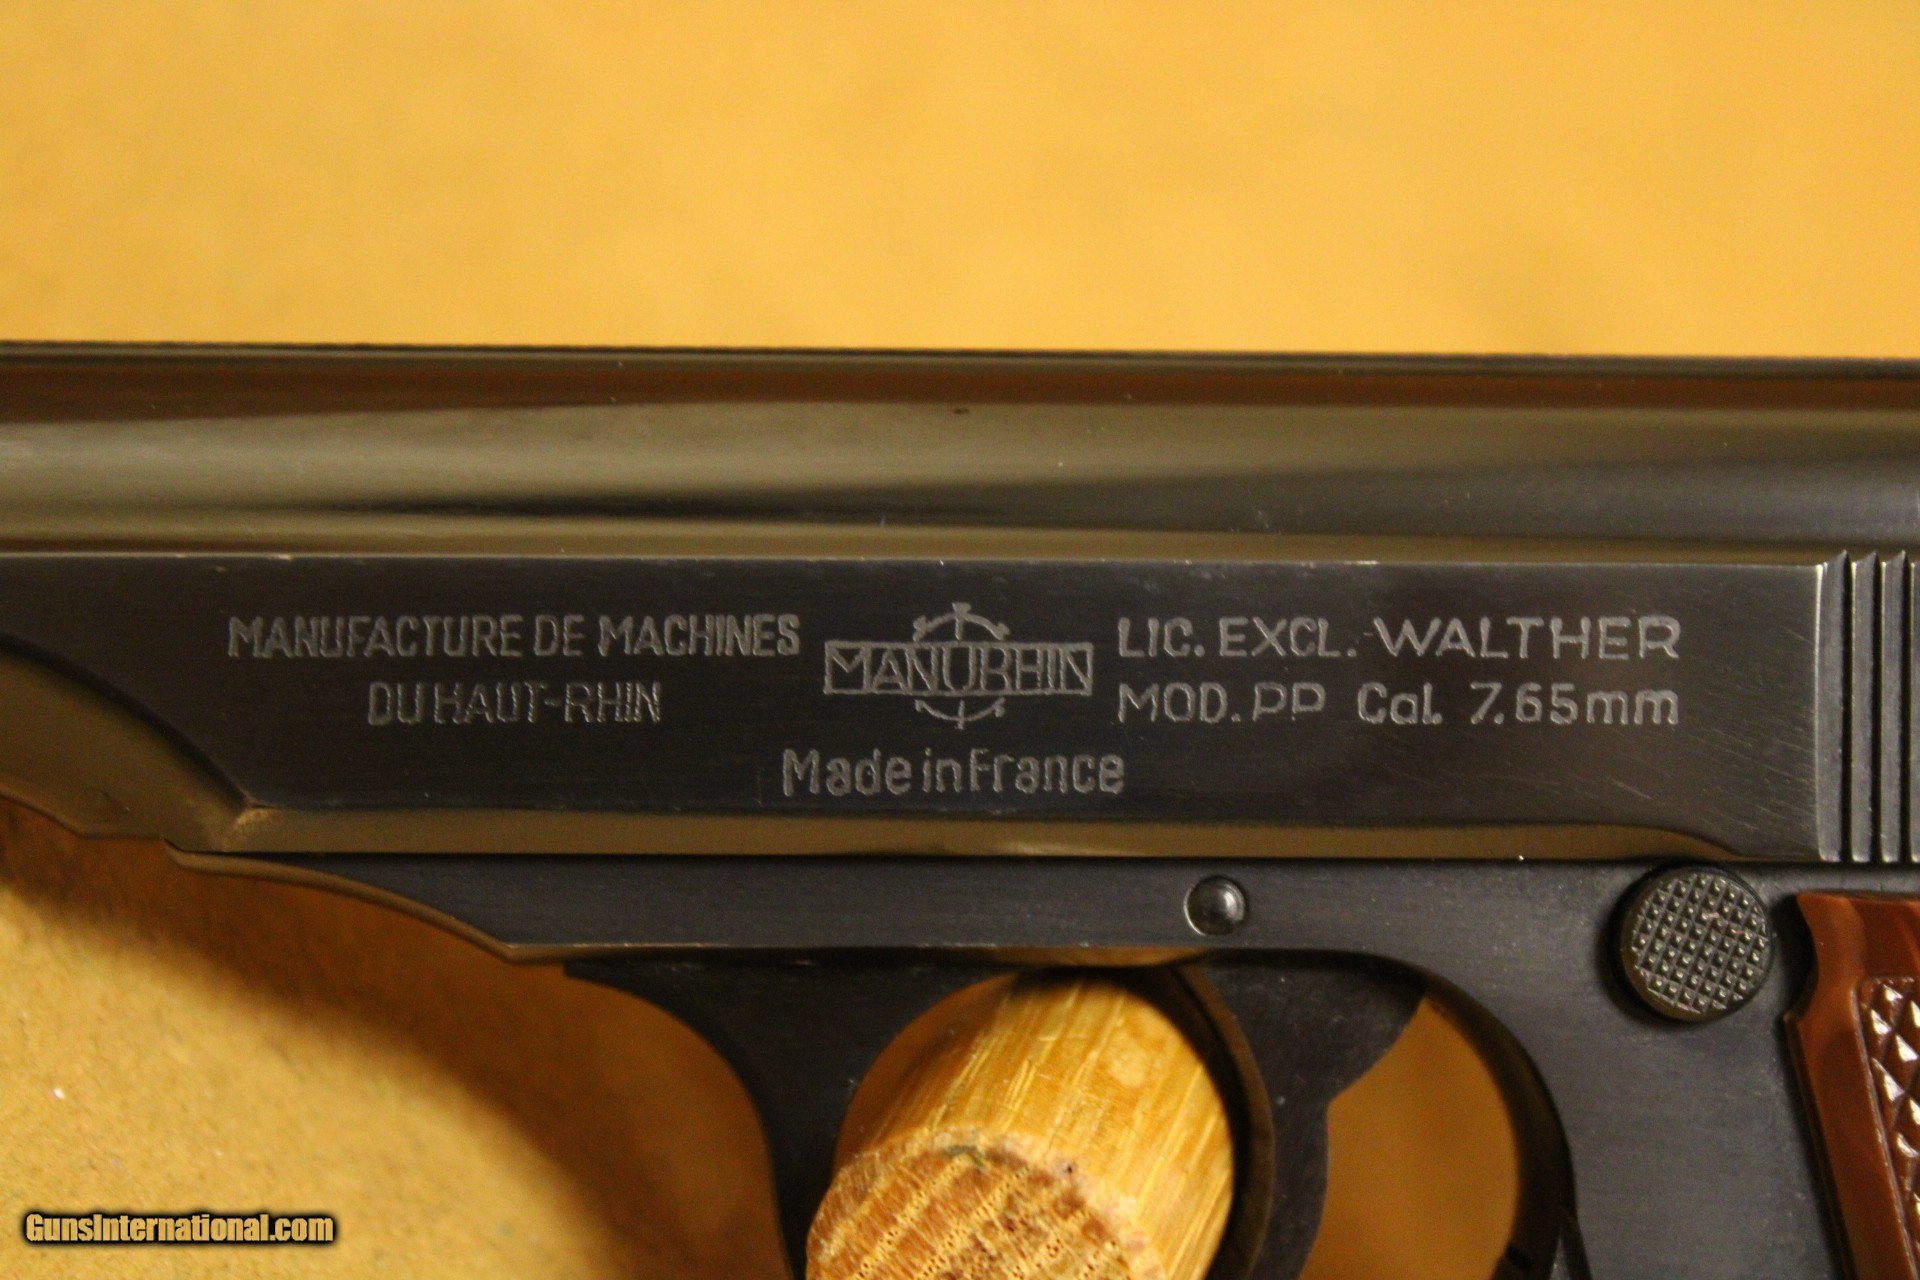 MANUFACTURE DE MACHINES
DU HAUT-RHIN
MANURHIN
LIC. EXCL. WALTHER
MOD. PP Cal. 7.65mm
Made in France
GunsInternational.com